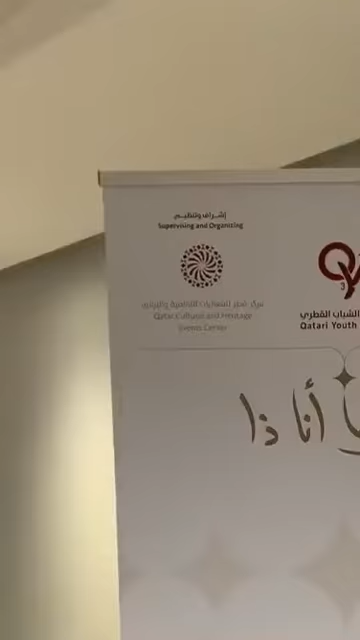 إشراف وتنظيم
Supervising and Organizing
مركز قطر للفعاليات الثقافية والتراثية
Qatar Cultural and Heritage
Events Center
الشباب القطري
Qatari Youth
أنا ذا